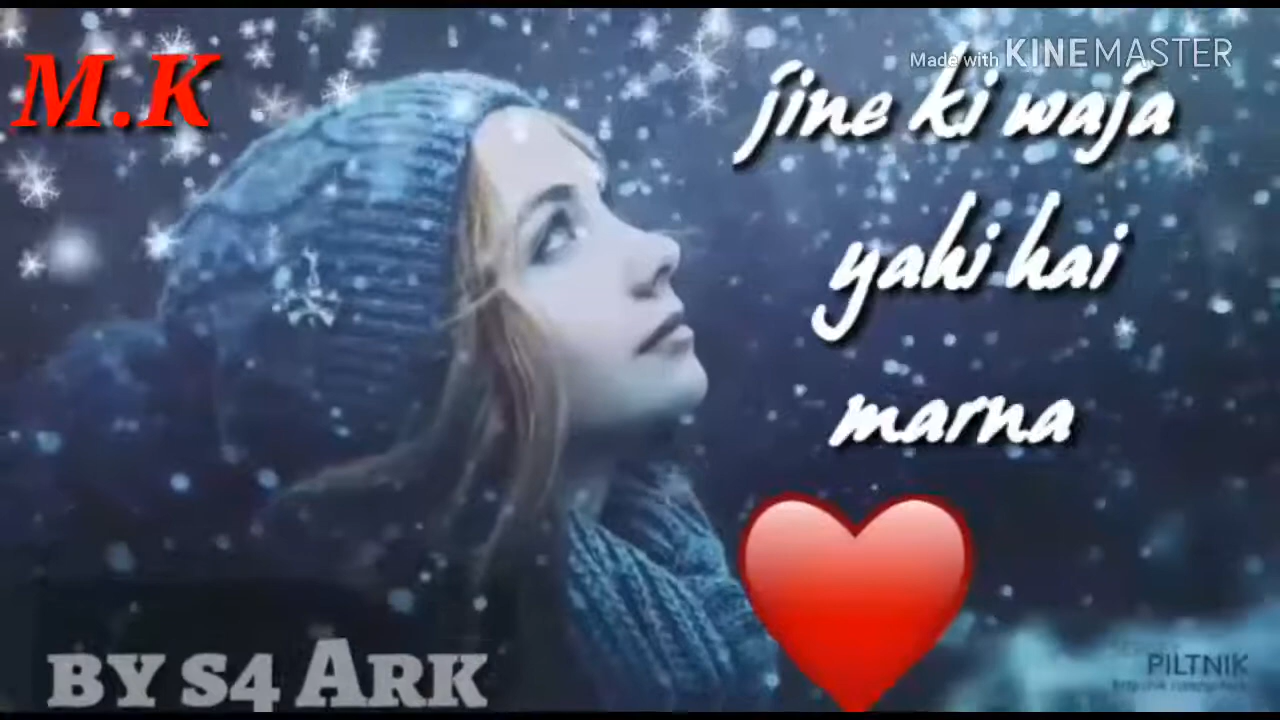 M.K
Made with KINEMASTER
jine ki waja
yahi hai
marna
BY S4 ARK
PILTNIK